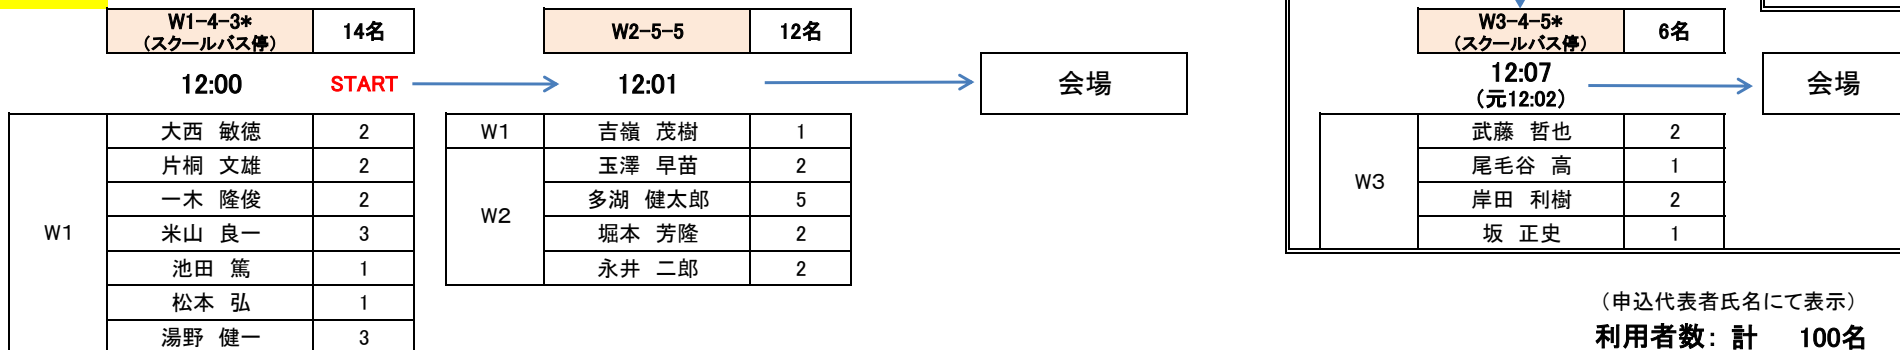 W1-4-3*
(スクールバス停)
14名
12:00
START
W1
大西　敏徳 2
片桐　文雄 2
一木　隆俊 2
米山　良一 3
池田　篤 1
松本　弘 1
湯野　健一 3
W2-5-5
12名
12:01
会場
W1
吉嶺　茂樹 1
W2
玉澤　早苗 2
多湖　健太郎 5
堀本　芳隆 2
永井　二郎 2
W3-4-5*
(スクールバス停)
6名
12:07
(元12:02)
会場
W3
武藤　哲也 2
尾毛谷　高 1
岸田　利樹 2
坂　正史 1
（申込代表者氏名にて表示）
利用者数: 計　100名